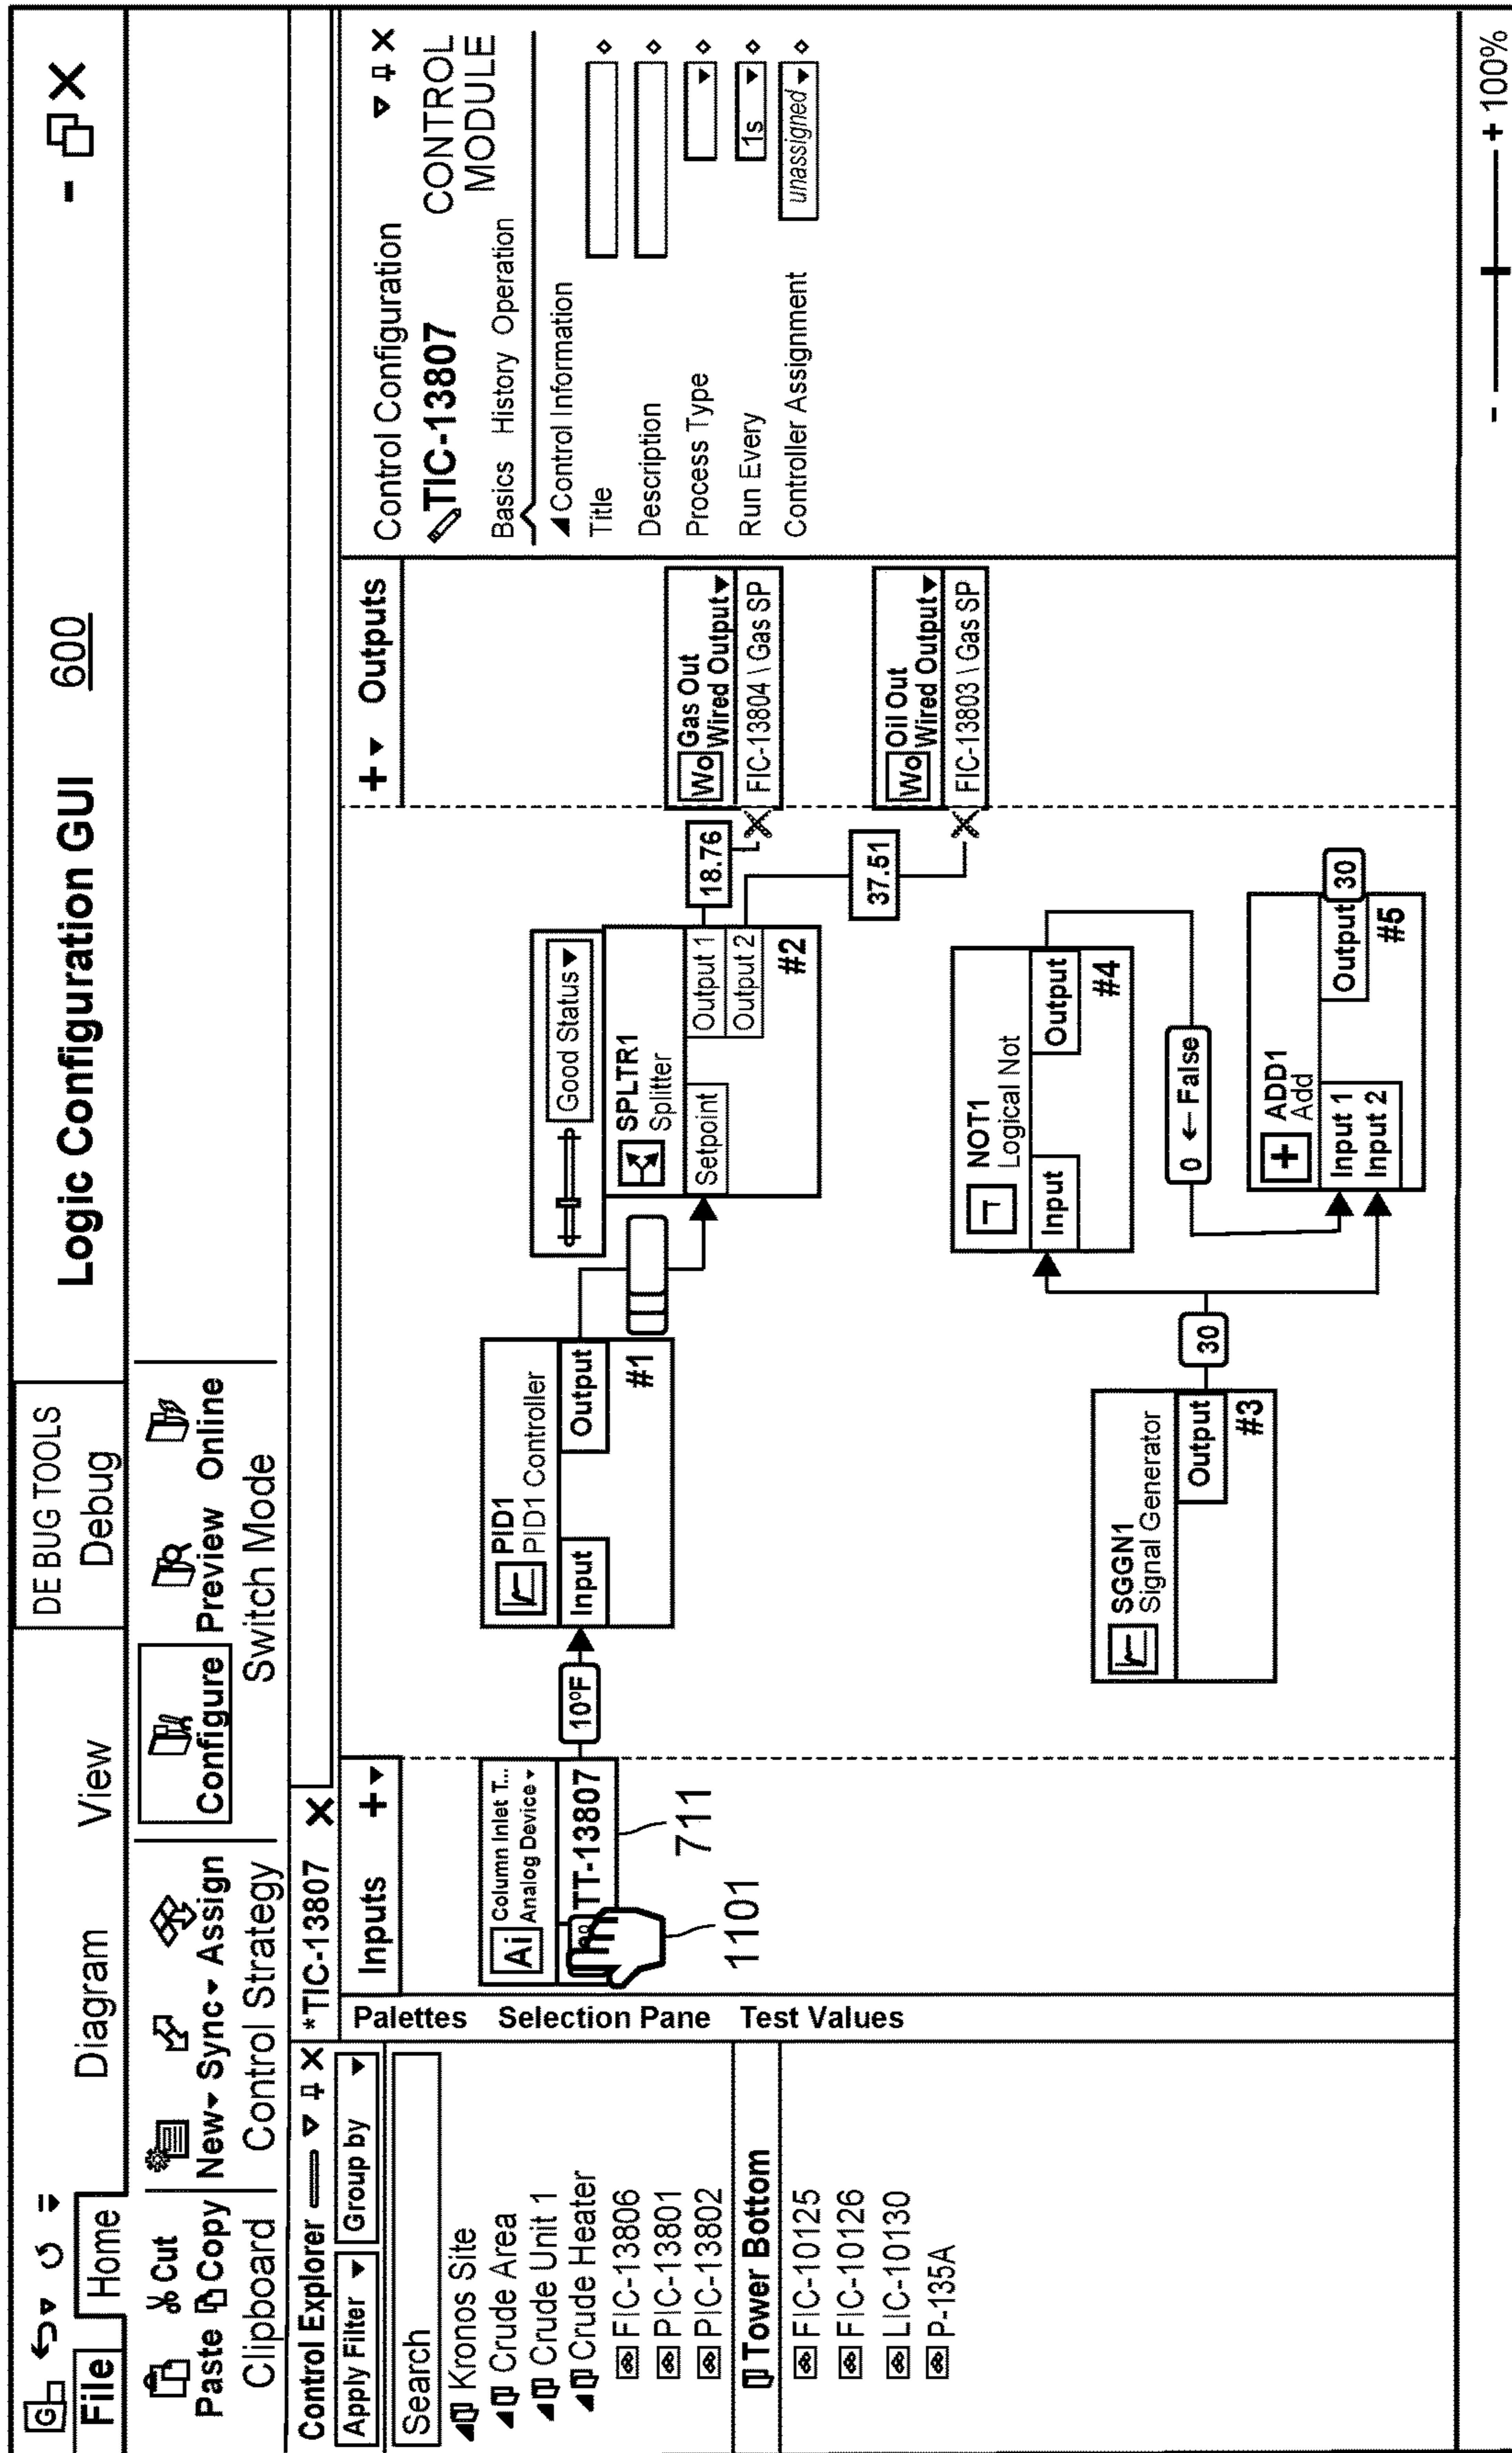 Logic Configuration GUI 600
G
DE BUG TOOLS
File Home Diagram View Debug
Paste Cut Copy
Clipboard
New Sync Assign
Control Strategy
Configure Preview Online
Switch Mode
Control Explorer
Apply Filter Group by
Search
Kronos Site
Crude Area
Crude Unit 1
Crude Heater
FIC-13806
PIC-13801
PIC-13802
Tower Bottom
FIC-10125
FIC-10126
LIC-10130
P-135A
*TIC-13807 X
Palettes Selection Pane Test Values
Inputs +
Ai Column Inlet T...
Analog Device
TT-13807
711
1101
10°F
PID1
PID1 Controller
Input Output
#1
Good Status
SPLTR1
Splitter
Setpoint Output 1
Output 2
#2
18.76
37.51
SGGN1
Signal Generator
Output
#3
30
NOT1
Logical Not
Input Output
#4
0 ← False
+ ADD1
Add
Input 1 Output
Input 2
#5
30
+ Outputs
Wo Gas Out
Wired Output
FIC-13804 \ Gas SP
Wo Oil Out
Wired Output
FIC-13803 \ Gas SP
Control Configuration
TIC-13807 CONTROL
MODULE
Basics History Operation
Control Information
Title
Description
Process Type
Run Every 1s
Controller Assignment unassigned
- + 100%